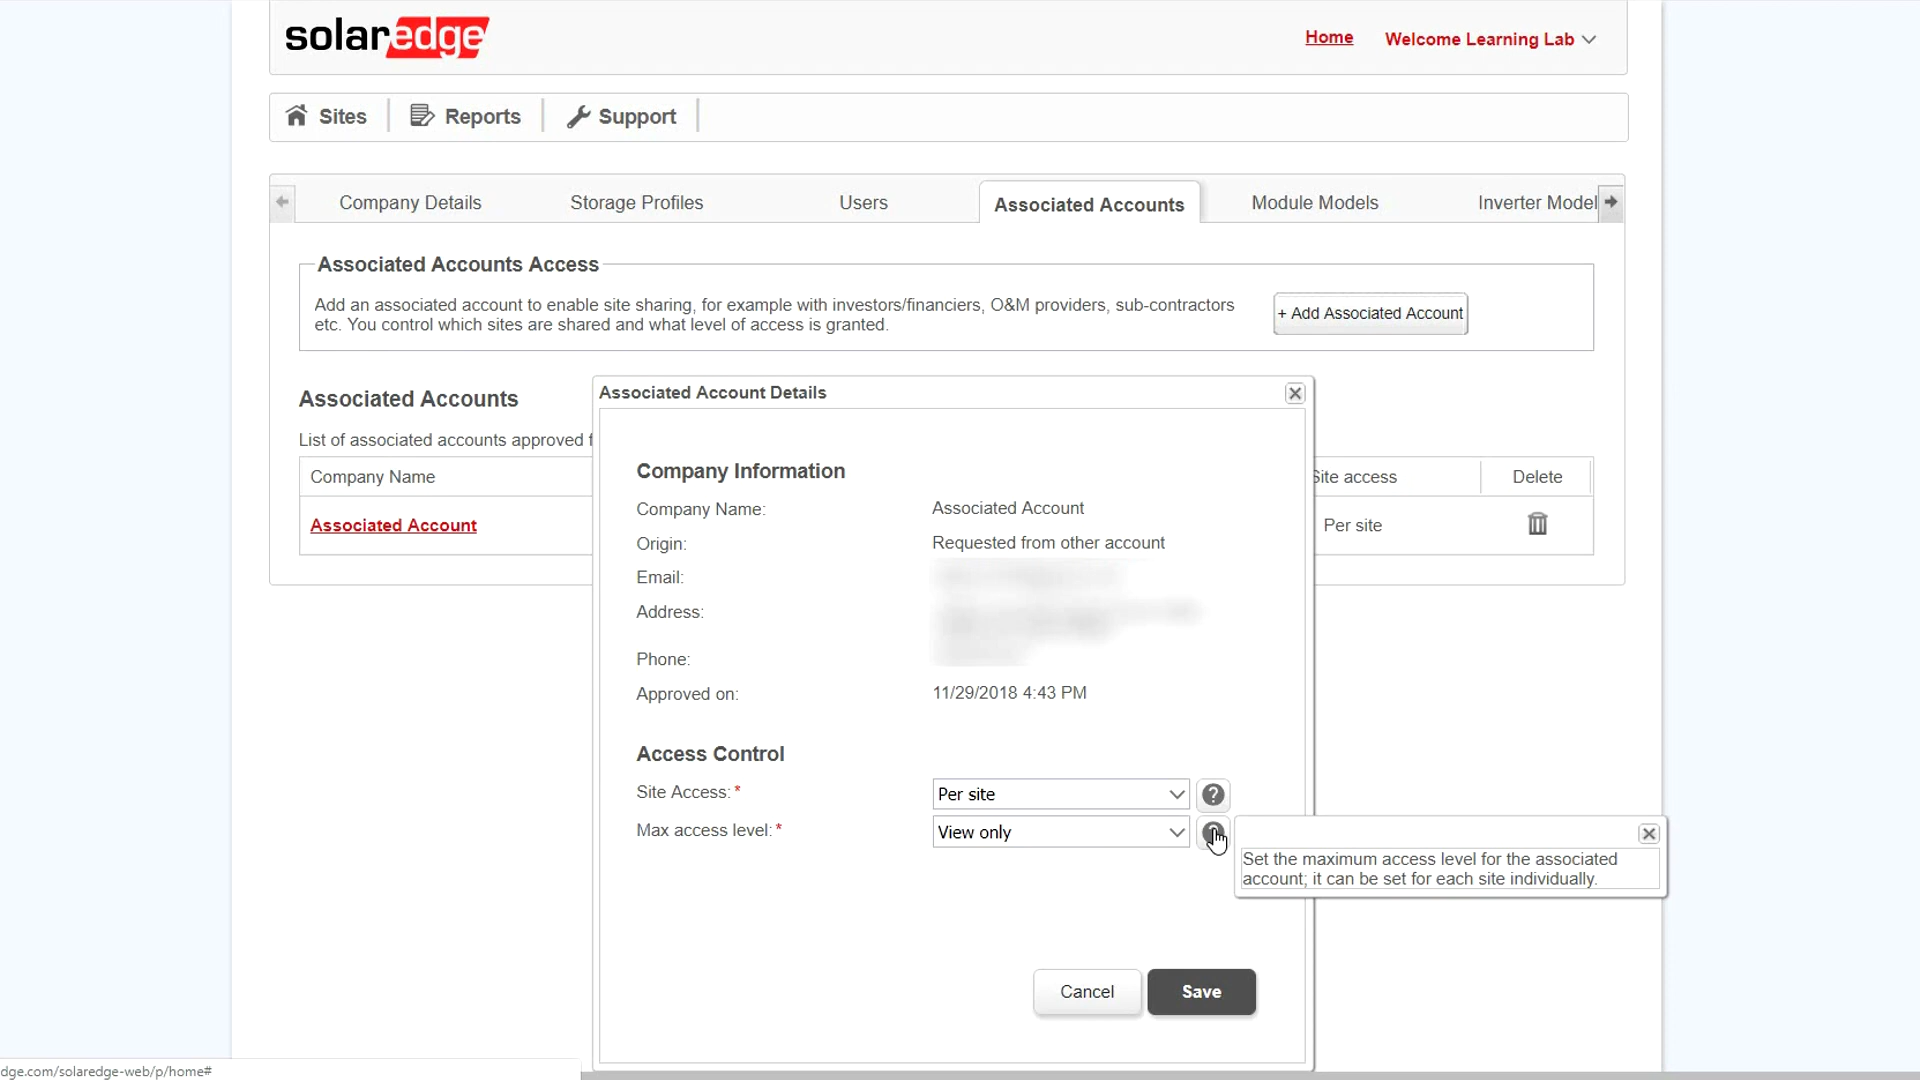 solaredge
Home
Welcome Learning Lab
Sites
Reports
Support
Company Details
Storage Profiles
Users
Associated Accounts
Module Models
Inverter Model
Associated Accounts Access
Add an associated account to enable site sharing, for example with investors/financiers, O&M providers, sub-contractors
etc. You control which sites are shared and what level of access is granted.
+ Add Associated Account
Associated Accounts
List of associated accounts approved
Company Name
Site access
Delete
Associated Account
Per site
Associated Account Details
Company Information
Company Name:
Associated Account
Origin:
Requested from other account
Email:
Address:
Phone:
Approved on:
11/29/2018 4:43 PM
Access Control
Site Access:*
Per site
?
Max access level:*
View only
Set the maximum access level for the associated
account; it can be set for each site individually.
Cancel
Save
dge.com/solaredge-web/p/home#